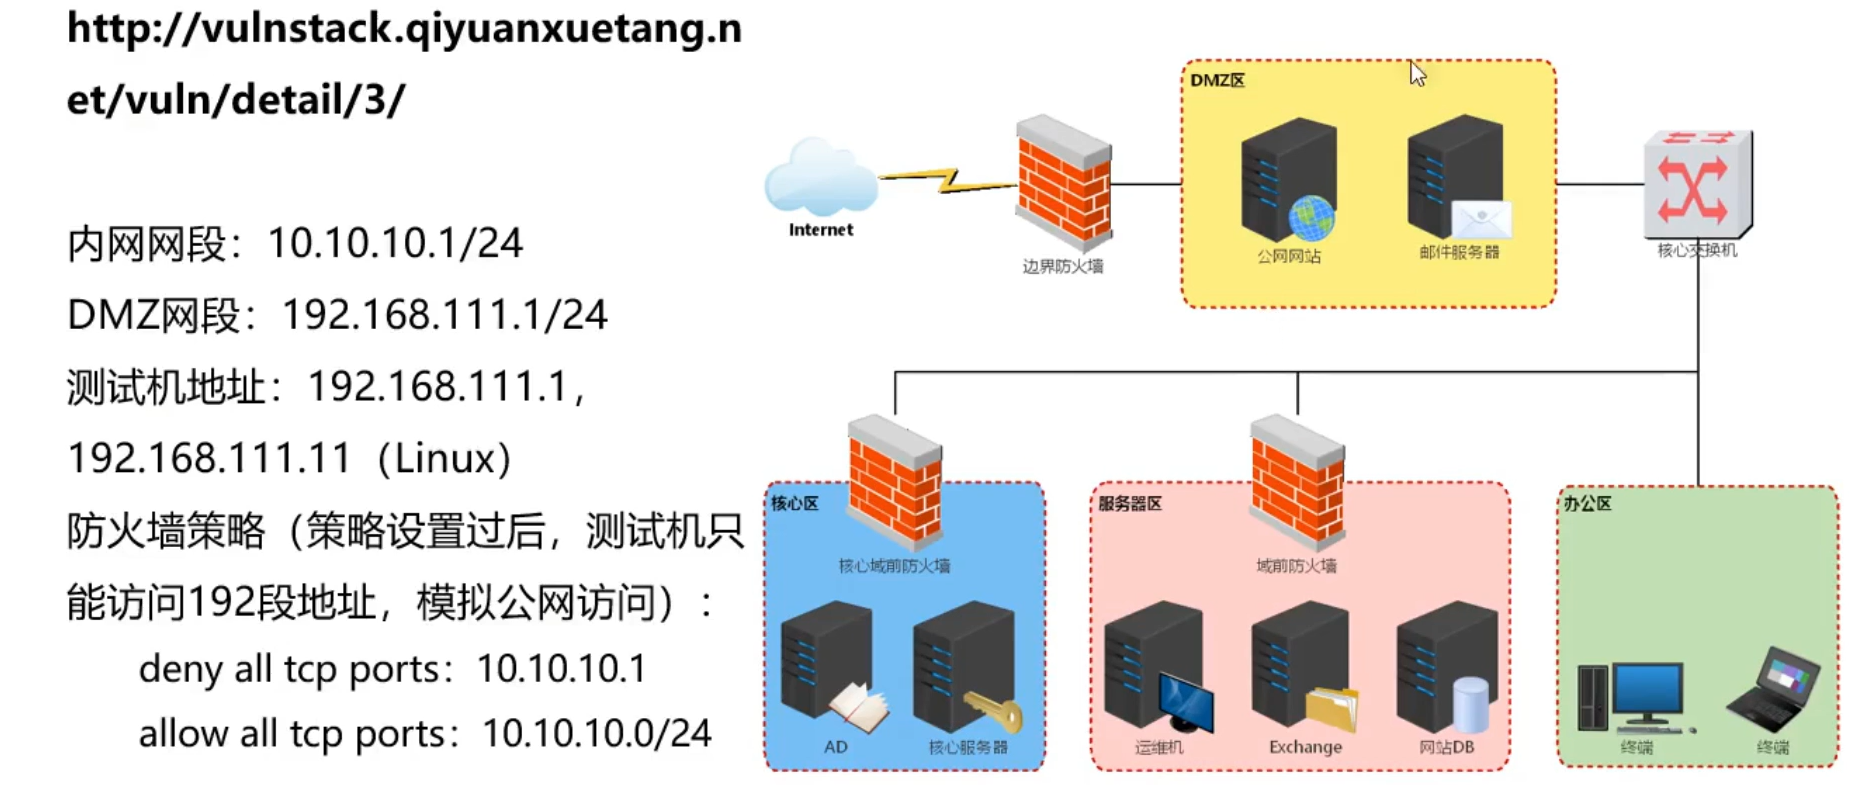 http://vulnstack.qiyuanxuetang.n
et/vuln/detail/3/
内网网段：10.10.10.1/24
DMZ网段：192.168.111.1/24
测试机地址：192.168.111.1，
192.168.111.11（Linux）
防火墙策略（策略设置过后，测试机只
能访问192段地址，模拟公网访问）：
deny all tcp ports：10.10.10.1
allow all tcp ports：10.10.10.0/24
DMZ区
Internet
边界防火墙
公网网站
邮件服务器
核心交换机
核心区
核心域前防火墙
AD
核心服务器
服务器区
域前防火墙
运维机
Exchange
网站DB
办公区
终端
终端